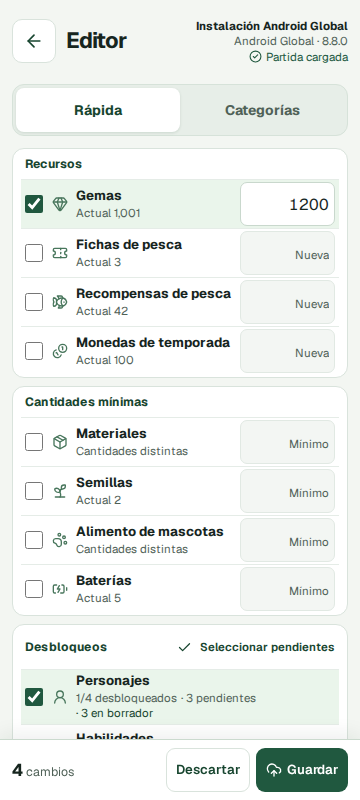 Editor
Instalación Android Global
Android Global · 8.8.0
Partida cargada
Rápida
Categorías
Recursos
Gemas
Actual 1,001
1200
Fichas de pesca
Actual 3
Nueva
Recompensas de pesca
Actual 42
Nueva
Monedas de temporada
Actual 100
Nueva
Cantidades mínimas
Materiales
Cantidades distintas
Mínimo
Semillas
Actual 2
Mínimo
Alimento de mascotas
Cantidades distintas
Mínimo
Baterías
Actual 5
Mínimo
Desbloqueos
Seleccionar pendientes
Personajes
1/4 desbloqueados · 3 pendientes
· 3 en borrador
Habilidades
4 cambios
Descartar
Guardar